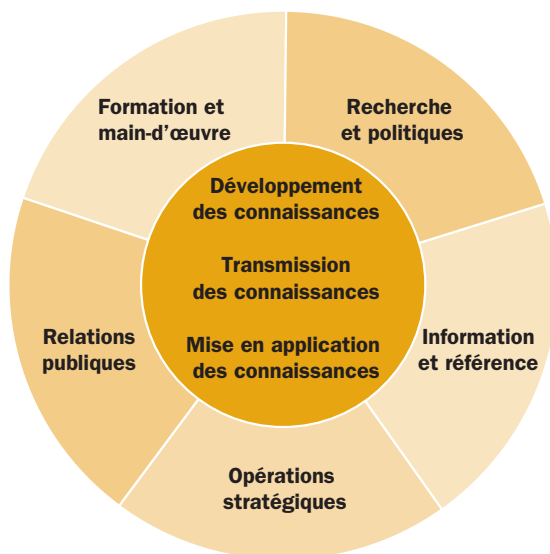 Formation et
main-d'œuvre
Recherche
et politiques
Développement
des connaissances
Transmission
des connaissances
Mise en application
des connaissances
Relations
publiques
Information
et référence
Opérations
stratégiques